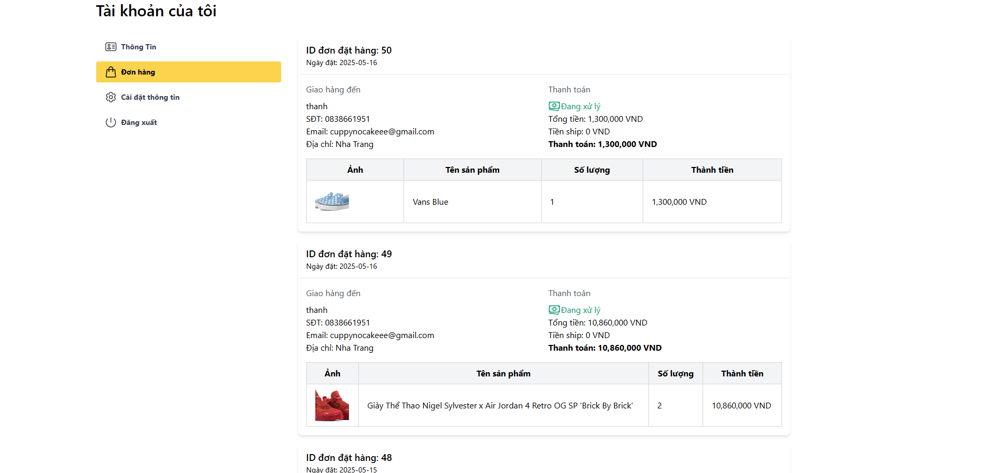 Tài khoản của tôi
Thông Tin
Đơn hàng
Cài đặt thông tin
Đăng xuất
ID đơn đặt hàng: 50
Ngày đặt: 2025-05-16
Giao hàng đến
thanh
SĐT: 0838661951
Email: cuppynocakeee@gmail.com
Địa chỉ: Nha Trang
Thanh toán
Đang xử lý
Tổng tiền: 1,300,000 VND
Tiền ship: 0 VND
Thanh toán: 1,300,000 VND
Ảnh Tên sản phẩm Số lượng Thành tiền
Vans Blue 1 1,300,000 VND
ID đơn đặt hàng: 49
Ngày đặt: 2025-05-16
Giao hàng đến
thanh
SĐT: 0838661951
Email: cuppynocakeee@gmail.com
Địa chỉ: Nha Trang
Thanh toán
Đang xử lý
Tổng tiền: 10,860,000 VND
Tiền ship: 0 VND
Thanh toán: 10,860,000 VND
Ảnh Tên sản phẩm Số lượng Thành tiền
Giày Thể Thao Nigel Sylvester x Air Jordan 4 Retro OG SP 'Brick By Brick' 2 10,860,000 VND
ID đơn đặt hàng: 48
Ngày đặt: 2025-05-15